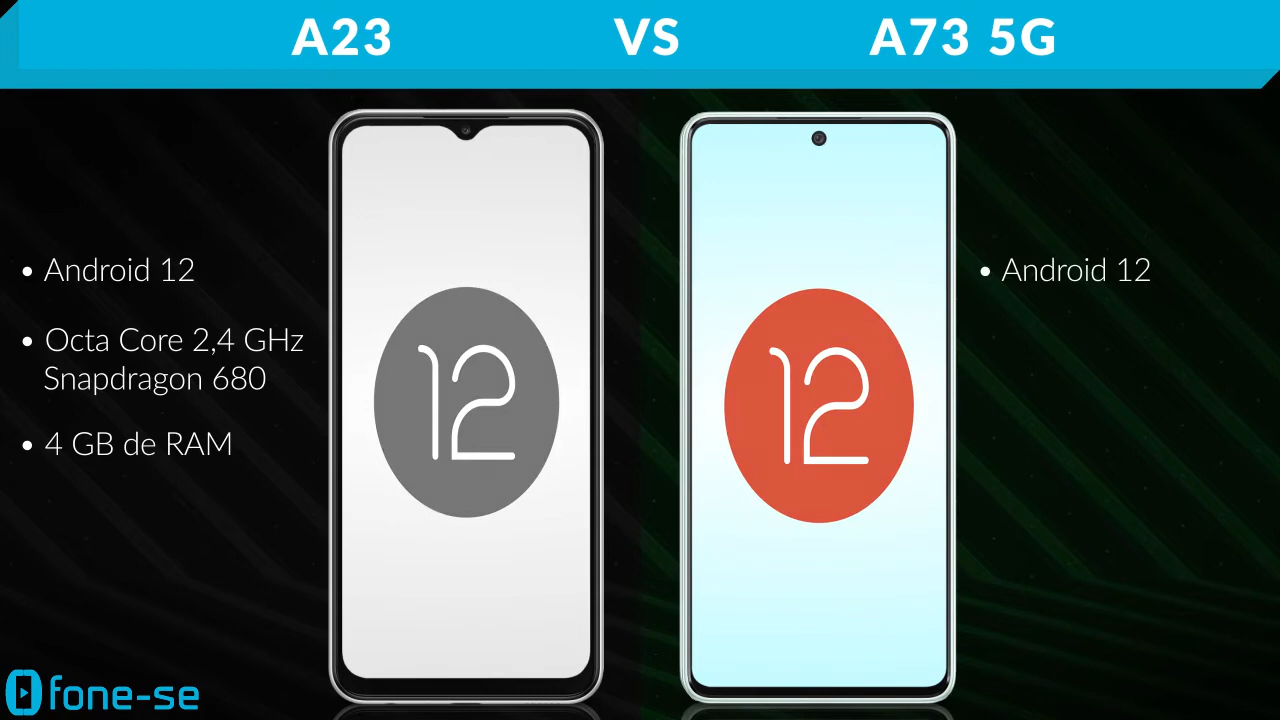 A23 VS A73 5G
• Android 12
• Octa Core 2,4 GHz
Snapdragon 680
• 4 GB de RAM
12
12
• Android 12
fone-se